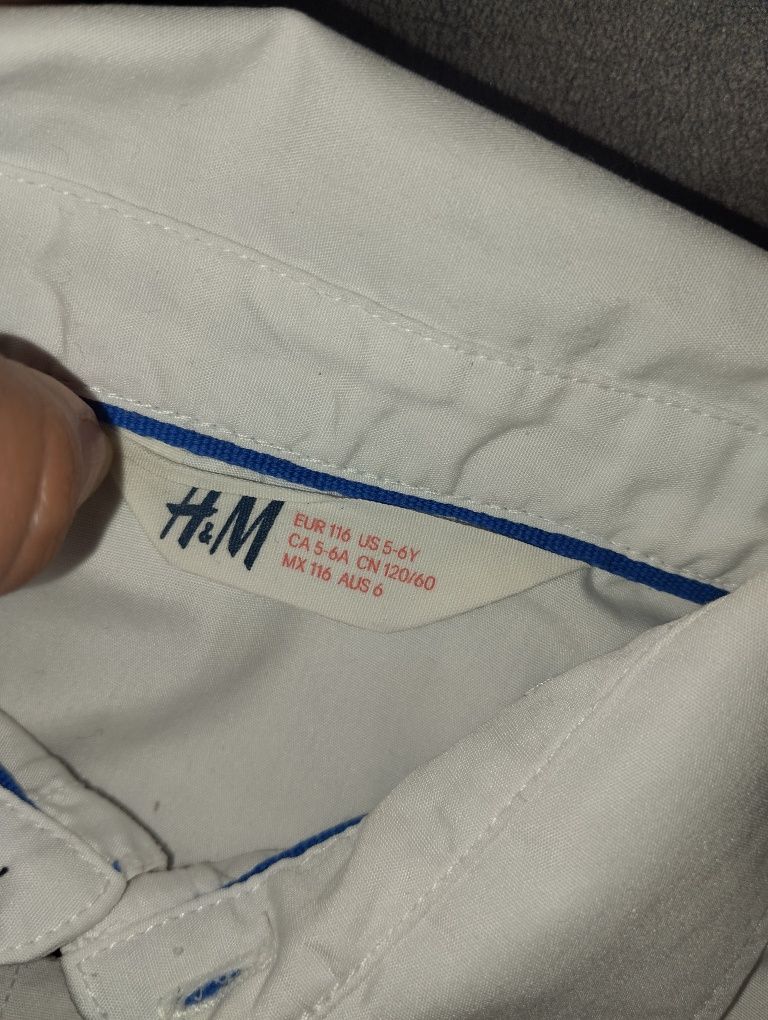 H&M
EUR 116 US 5-6Y
CA 5-6A CN 120/60
MX 116 AUS 6